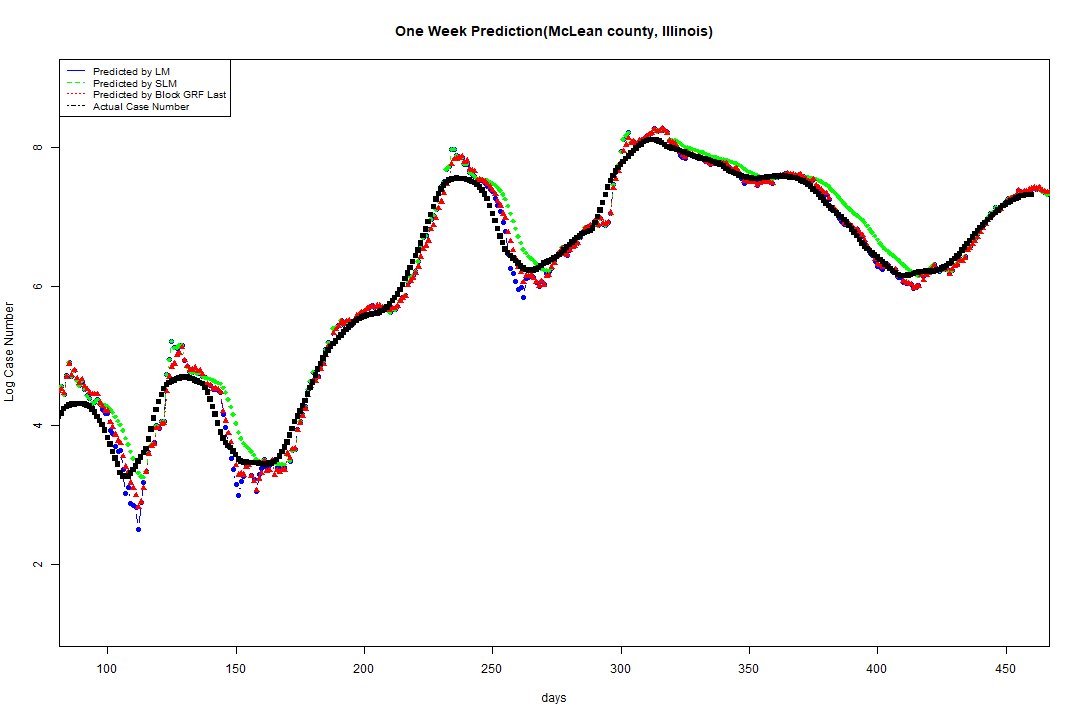 One Week Prediction(McLean county, Illinois)
Predicted by LM
Predicted by SLM
Predicted by Block GRF Last
Actual Case Number
8
6
4
2
Log Case Number
100 150 200 250 300 350 400 450
days